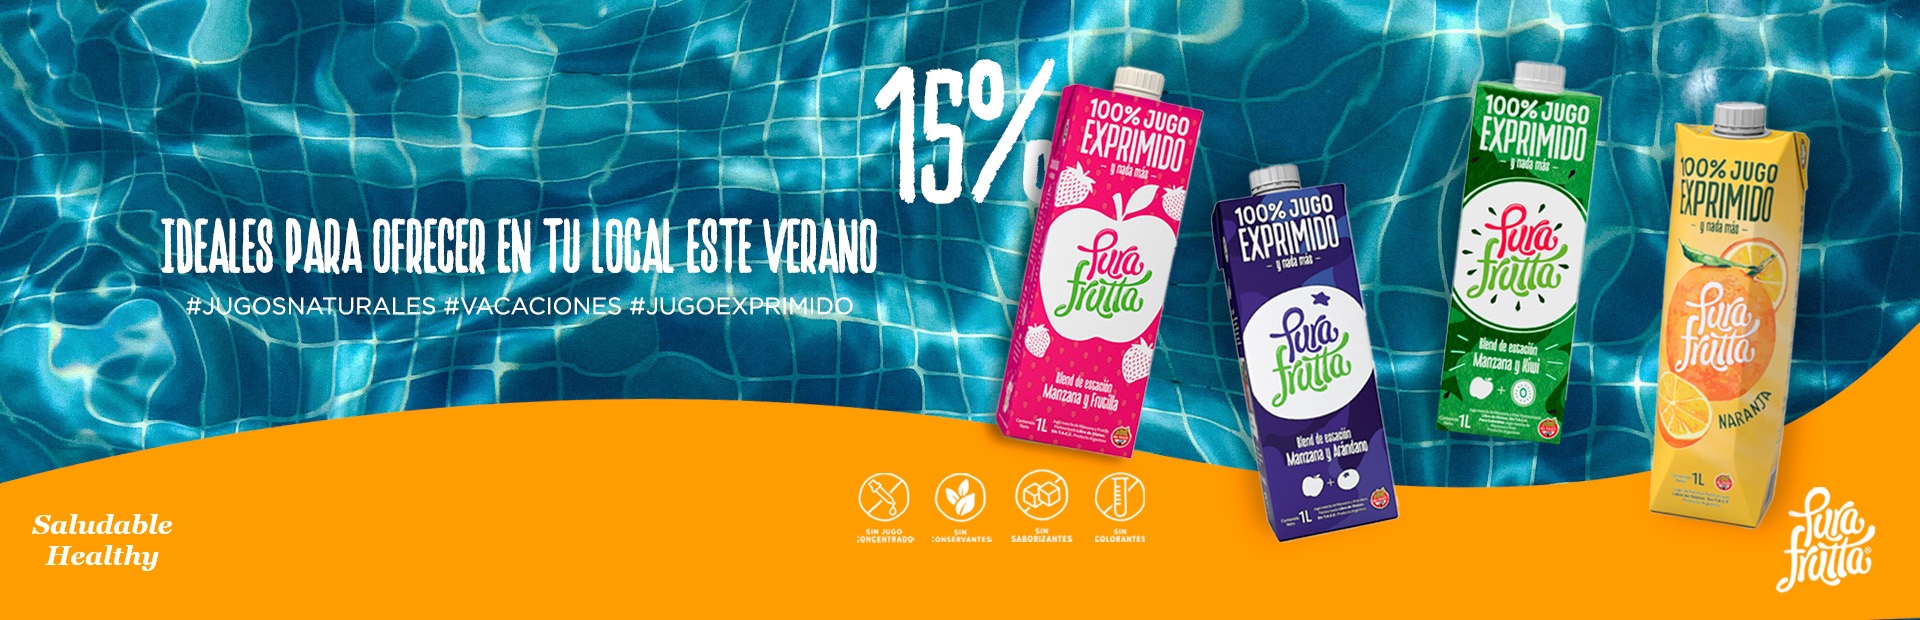 15%
IDEALES PARA OFRECER EN TU LOCAL ESTE VERANO
#JUGOSNATURALES #VACACIONES #JUGOEXPRIMIDO
100% JUGO
EXPRIMIDO
- y nada más -
Pura
frutta
Blend de estación
Manzana y Frutilla
1L
100% JUGO
EXPRIMIDO
- y nada más -
Pura
frutta
Blend de estación
Manzana y Arándano
+
1L
100% JUGO
EXPRIMIDO
- y nada más -
Pura
frutta
Blend de estación
Manzana y Kiwi
+
1L
100% JUGO
EXPRIMIDO
- y nada más -
Pura
frutta
NARANJA
1L
SIN JUGO
CONCENTRADO
SIN
CONSERVANTES
SIN
SABORIZANTES
SIN
COLORANTES
Saludable
Healthy
Pura
frutta®